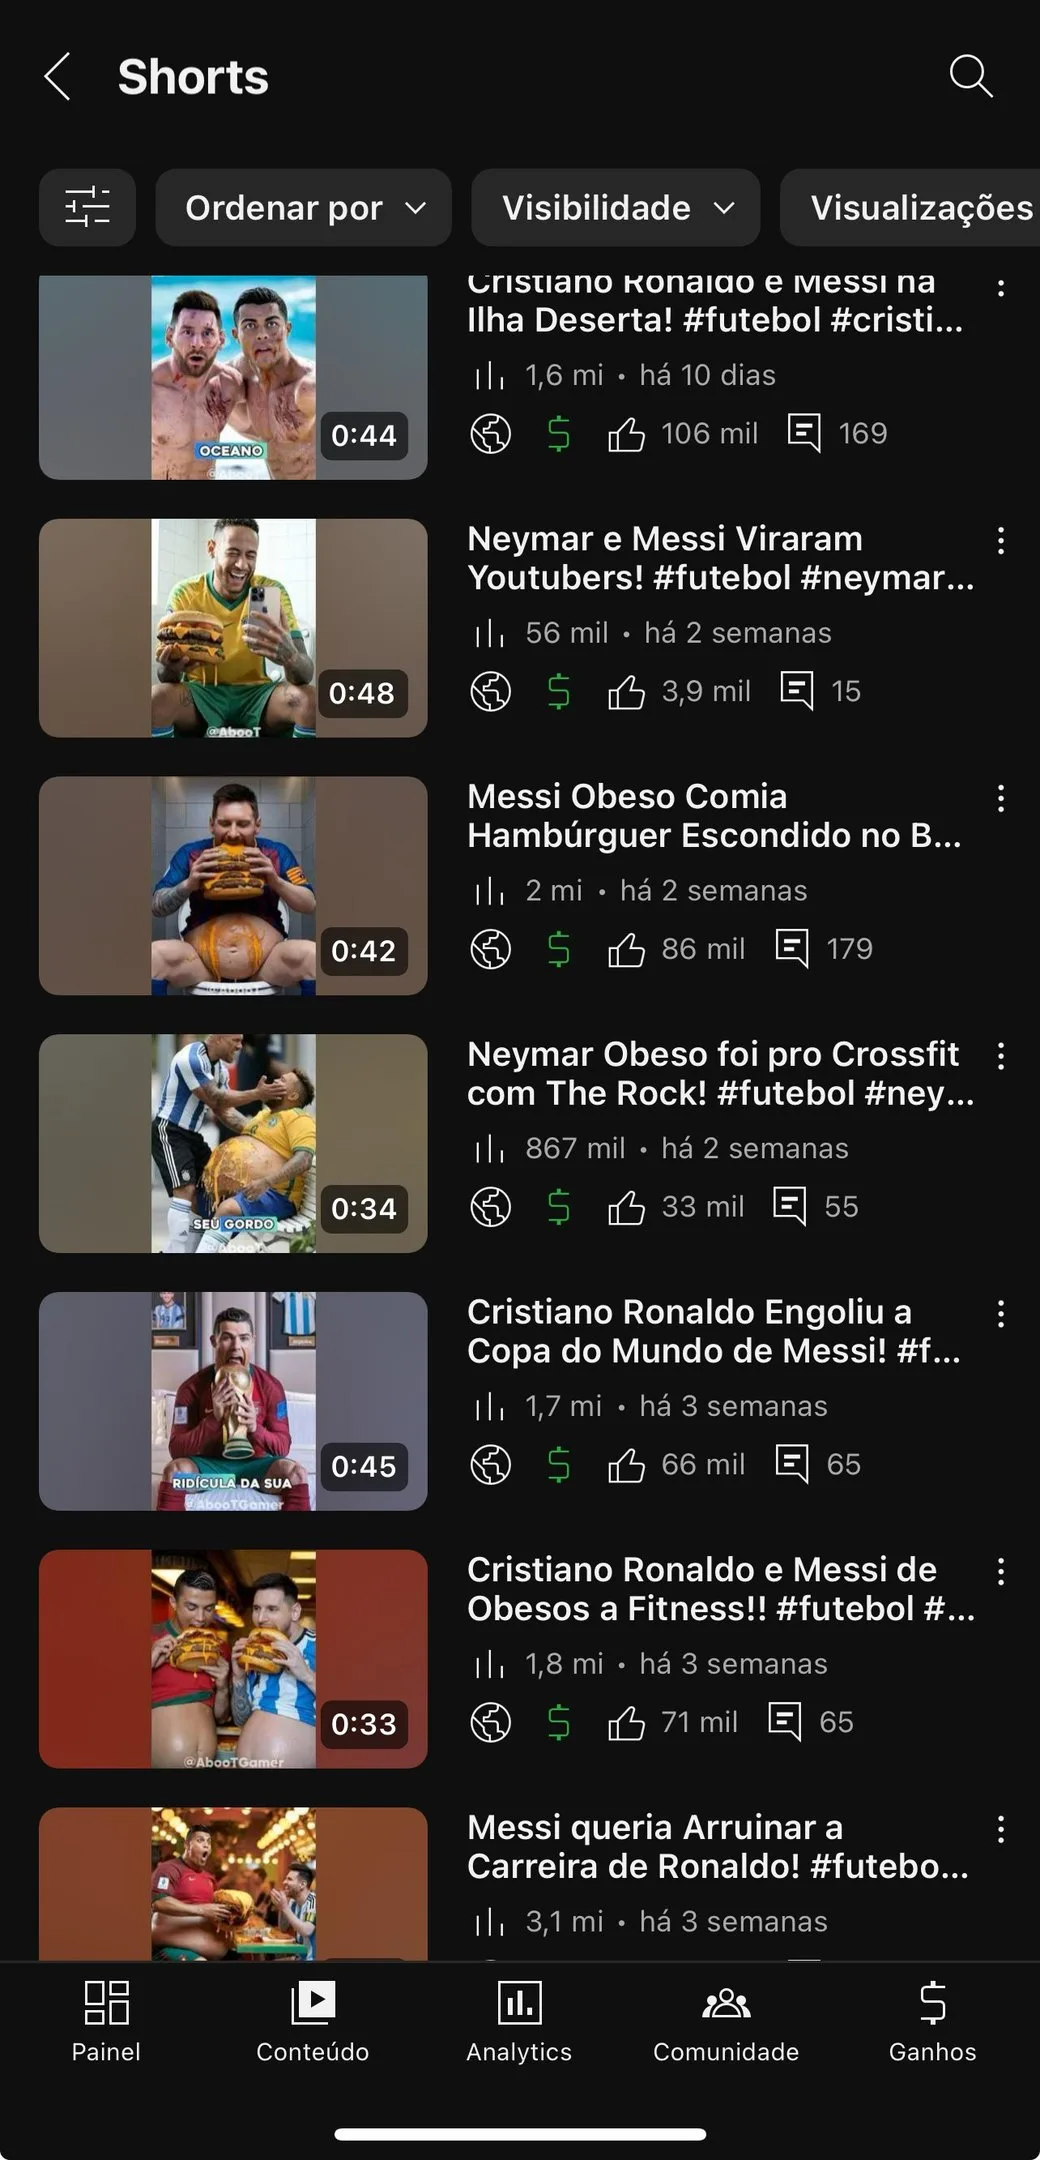 Shorts
Ordenar por
Visibilidade
Visualizações
Cristiano Ronaldo e Messi na
Ilha Deserta! #futebol #cristi...
1,6 mi • há 10 dias
106 mil
169
OCEANO
@AbooT
0:44
Neymar e Messi Viraram
Youtubers! #futebol #neymar...
56 mil • há 2 semanas
3,9 mil
15
@AbooT
0:48
Messi Obeso Comia
Hambúrguer Escondido no B...
2 mi • há 2 semanas
86 mil
179
0:42
Neymar Obeso foi pro Crossfit
com The Rock! #futebol #ney...
867 mil • há 2 semanas
33 mil
55
SEU GORDO
0:34
Cristiano Ronaldo Engoliu a
Copa do Mundo de Messi! #f...
1,7 mi • há 3 semanas
66 mil
65
RIDÍCULA DA SUA
@AbooTGamer
0:45
Cristiano Ronaldo e Messi de
Obesos a Fitness!! #futebol #...
1,8 mi • há 3 semanas
71 mil
65
@AbooTGamer
0:33
Messi queria Arruinar a
Carreira de Ronaldo! #futebo...
3,1 mi • há 3 semanas
Painel
Conteúdo
Analytics
Comunidade
Ganhos